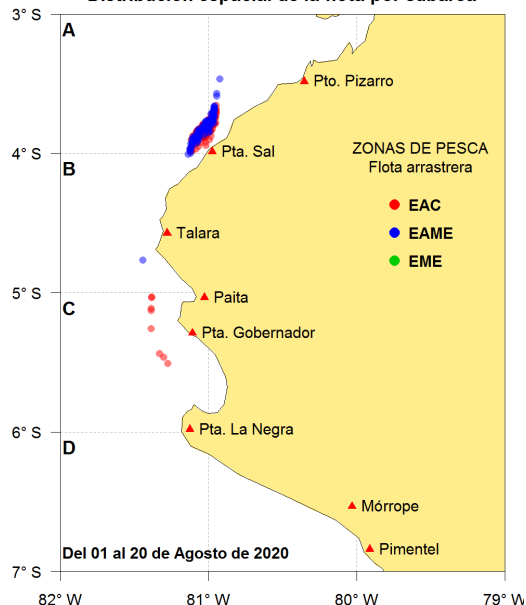 Distribución espacial de la flota por subárea
3° S
A
Pto. Pizarro
ZONAS DE PESCA
Flota arrastrera
EAC
EAME
EME
4° S
B
Pta. Sal
Talara
5° S
C
Paita
Pta. Gobernador
6° S
D
Pta. La Negra
Mórrope
Pimentel
Del 01 al 20 de Agosto de 2020
7° S
82° W 81° W 80° W 79° W